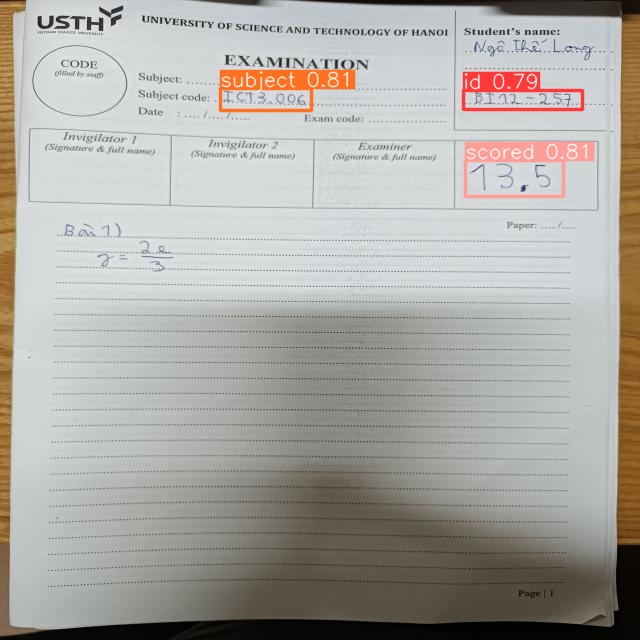 USTH
VIETNAM FRANCE UNIVERSITY
UNIVERSITY OF SCIENCE AND TECHNOLOGY OF HANOI
Student's name:
Ngô Thế Long
CODE
(filled by staff)
EXAMINATION
Subject: ........
subject 0.81
Subject code: ICT3.006
Date : ..../..../.....
Exam code: ...........
id 0.79
BI12-257
Invigilator 1
(Signature & full name)
Invigilator 2
(Signature & full name)
Examiner
(Signature & full name)
scored 0.81
13.5
Paper: ..../....
Bài 1)
y = 2e
3
Page | 1